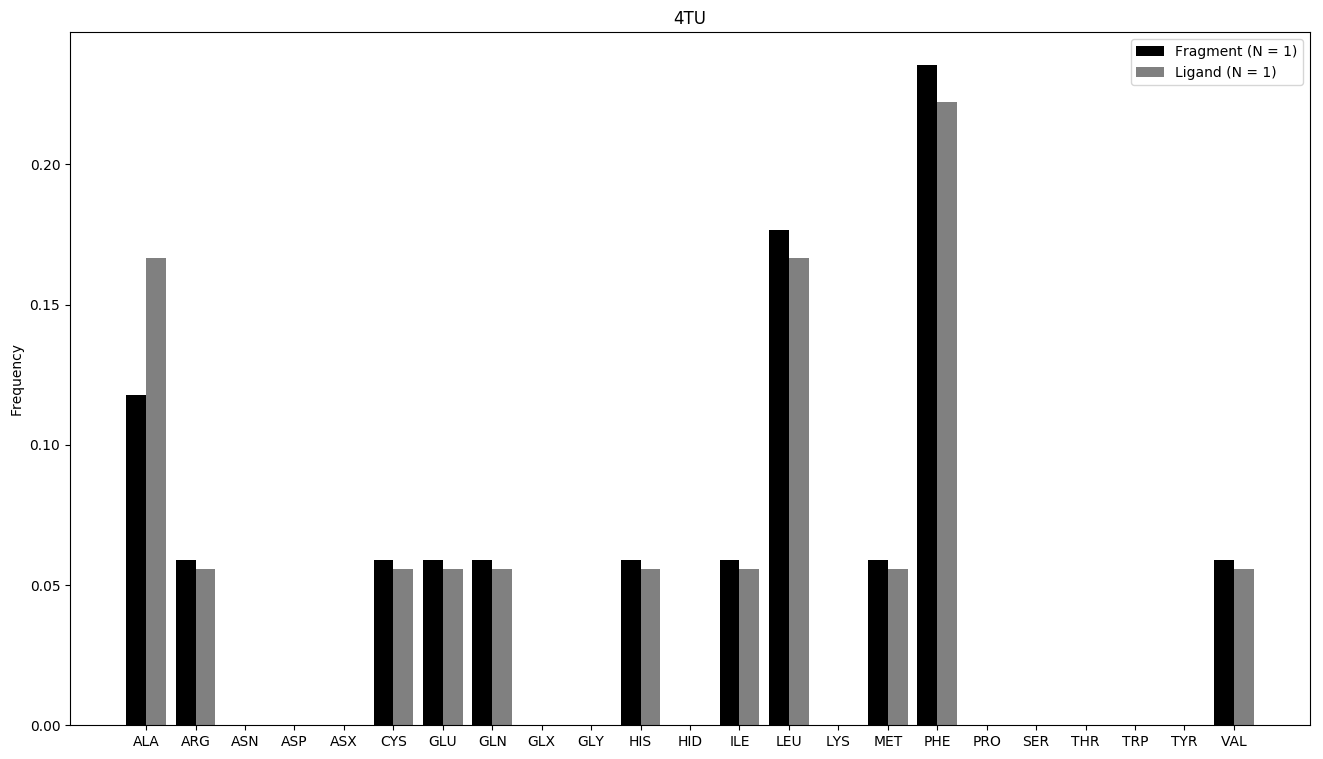 4TU
Fragment (N = 1)
Ligand (N = 1)
Frequency
0.20
0.15
0.10
0.05
0.00
ALA ARG ASN ASP ASX CYS GLU GLN GLX GLY HIS HID ILE LEU LYS MET PHE PRO SER THR TRP TYR VAL